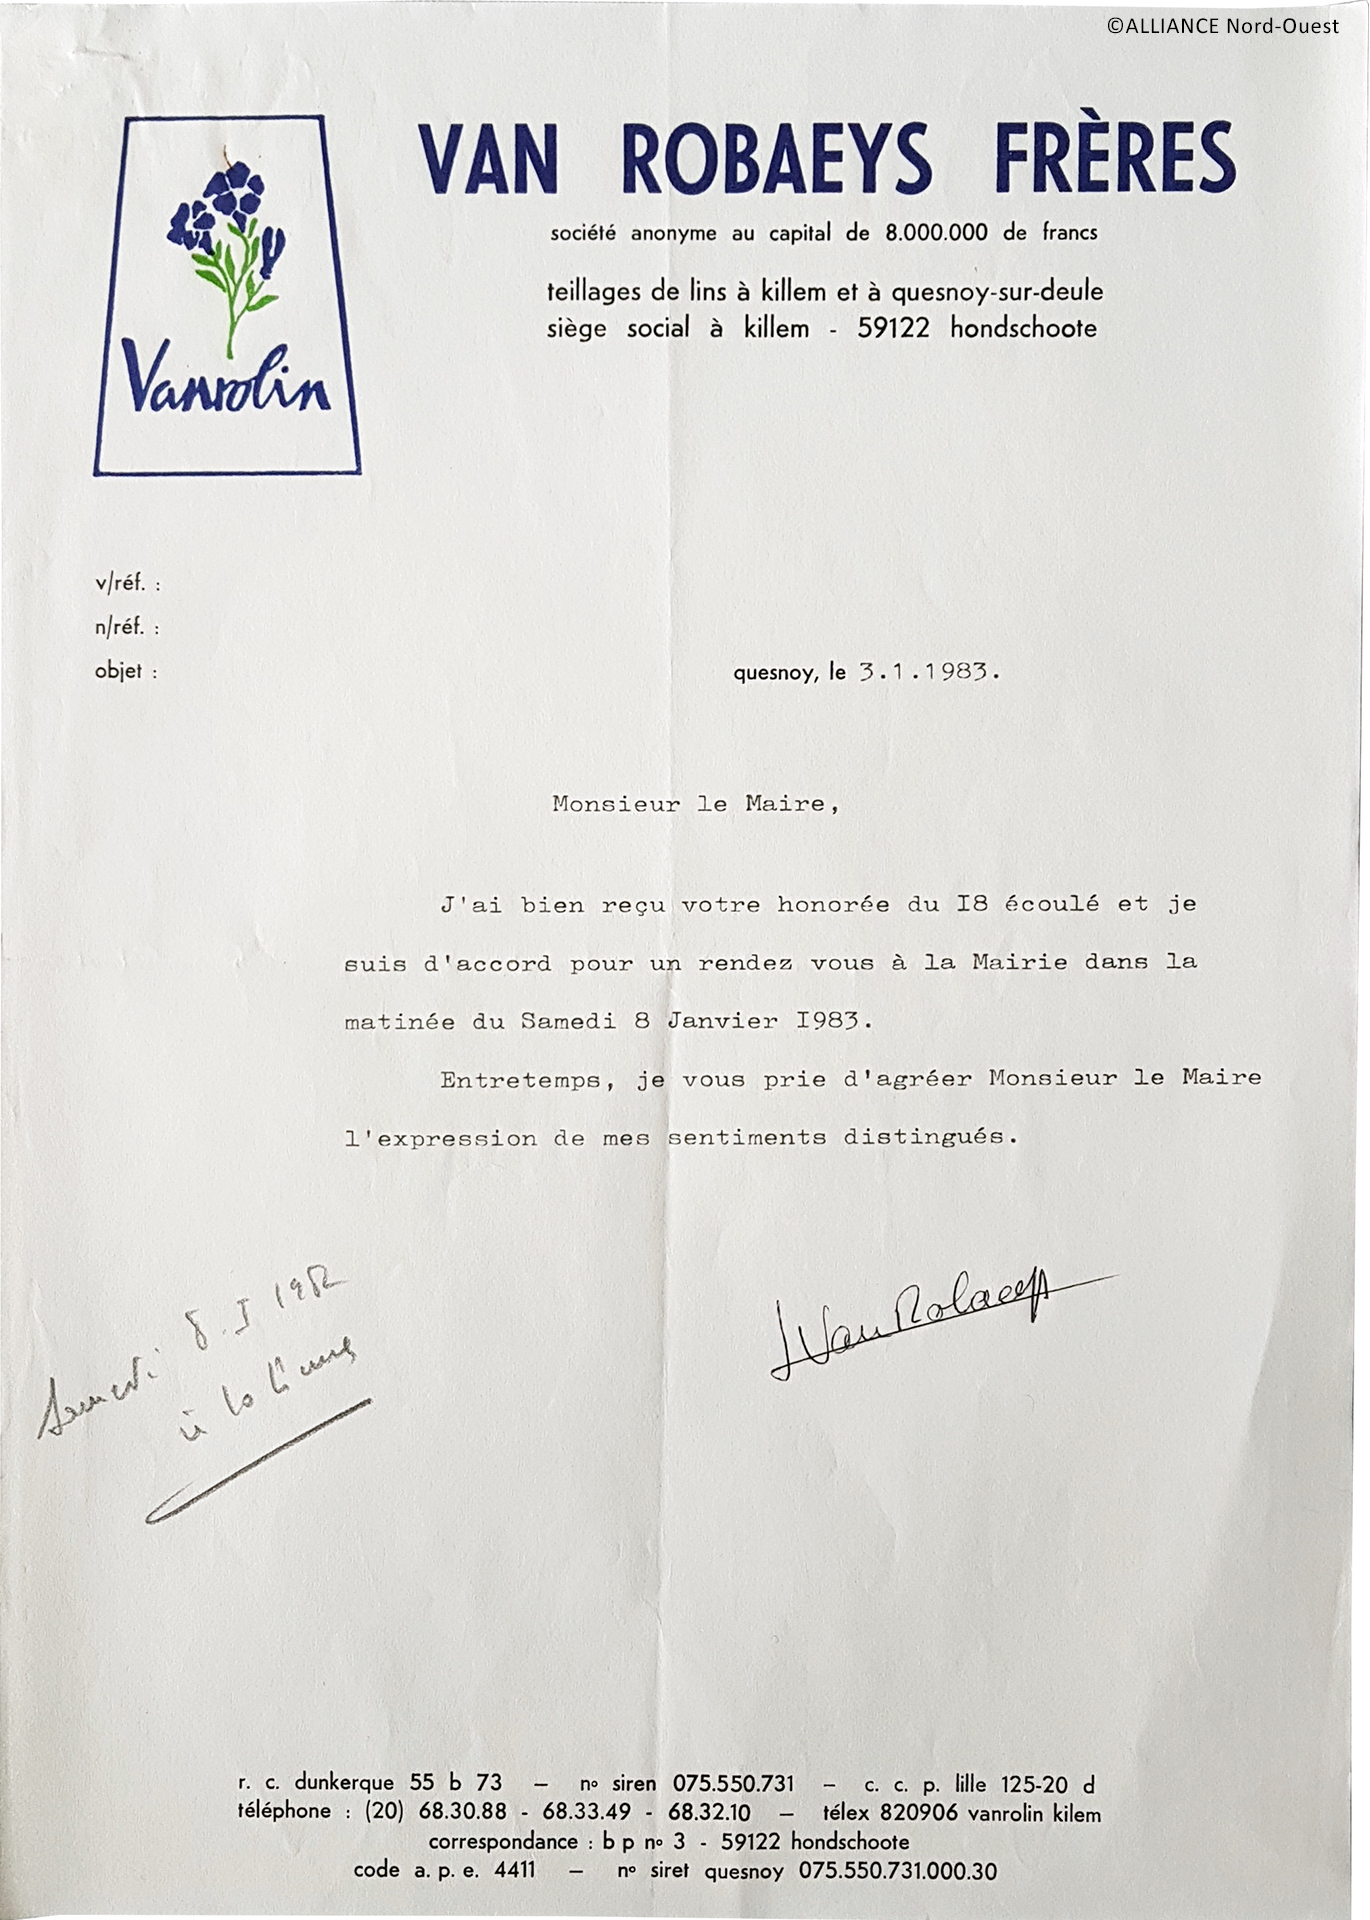 ©ALLIANCE Nord-Ouest
VAN ROBAEYS FRÈRES
société anonyme au capital de 8.000.000 de francs
teillages de lins à killem et à quesnoy-sur-deule
siège social à killem - 59122 hondschoote
Vanrolin
v/réf. :
n/réf. :
objet :
quesnoy, le 3.1.1983.
Monsieur le Maire,
J'ai bien reçu votre honorée du I8 écoulé et je
suis d'accord pour un rendez vous à la Mairie dans la
matinée du Samedi 8 Janvier I983.
Entretemps, je vous prie d'agréer Monsieur le Maire
l'expression de mes sentiments distingués.
Samedi 8.I 1982
à 10 h
VanRobaeys
r. c. dunkerque 55 b 73 – nº siren 075.550.731 – c. c. p. lille 125-20 d
téléphone : (20) 68.30.88 - 68.33.49 - 68.32.10 – télex 820906 vanrolin kilem
correspondance : b p nº 3 - 59122 hondschoote
code a. p. e. 4411 – nº siret quesnoy 075.550.731.000.30